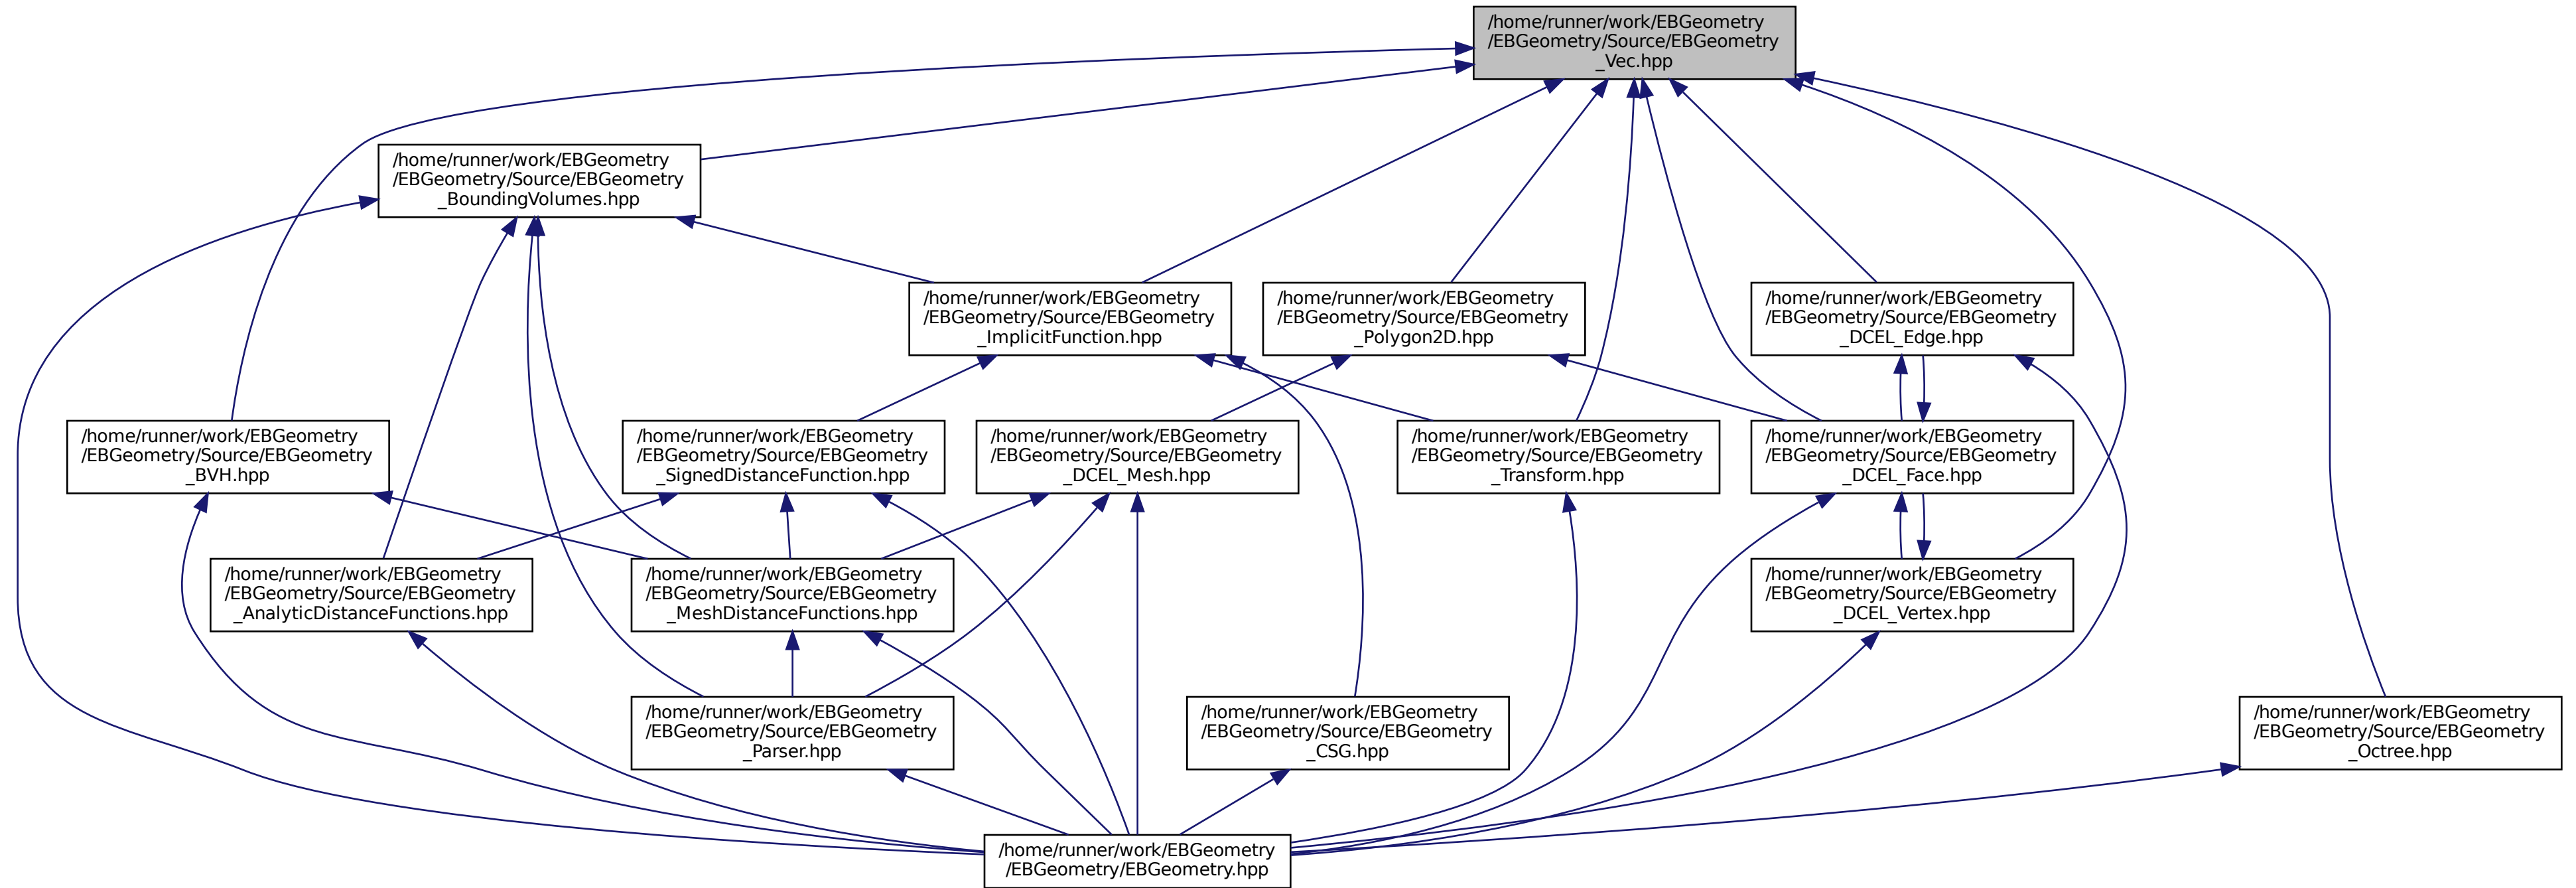 /home/runner/work/EBGeometry
/EBGeometry/Source/EBGeometry
_Vec.hpp
/home/runner/work/EBGeometry
/EBGeometry/Source/EBGeometry
_BoundingVolumes.hpp
/home/runner/work/EBGeometry
/EBGeometry/Source/EBGeometry
_ImplicitFunction.hpp
/home/runner/work/EBGeometry
/EBGeometry/Source/EBGeometry
_Polygon2D.hpp
/home/runner/work/EBGeometry
/EBGeometry/Source/EBGeometry
_DCEL_Edge.hpp
/home/runner/work/EBGeometry
/EBGeometry/Source/EBGeometry
_BVH.hpp
/home/runner/work/EBGeometry
/EBGeometry/Source/EBGeometry
_SignedDistanceFunction.hpp
/home/runner/work/EBGeometry
/EBGeometry/Source/EBGeometry
_DCEL_Mesh.hpp
/home/runner/work/EBGeometry
/EBGeometry/Source/EBGeometry
_Transform.hpp
/home/runner/work/EBGeometry
/EBGeometry/Source/EBGeometry
_DCEL_Face.hpp
/home/runner/work/EBGeometry
/EBGeometry/Source/EBGeometry
_AnalyticDistanceFunctions.hpp
/home/runner/work/EBGeometry
/EBGeometry/Source/EBGeometry
_MeshDistanceFunctions.hpp
/home/runner/work/EBGeometry
/EBGeometry/Source/EBGeometry
_DCEL_Vertex.hpp
/home/runner/work/EBGeometry
/EBGeometry/Source/EBGeometry
_Parser.hpp
/home/runner/work/EBGeometry
/EBGeometry/Source/EBGeometry
_CSG.hpp
/home/runner/work/EBGeometry
/EBGeometry/Source/EBGeometry
_Octree.hpp
/home/runner/work/EBGeometry
/EBGeometry/EBGeometry.hpp